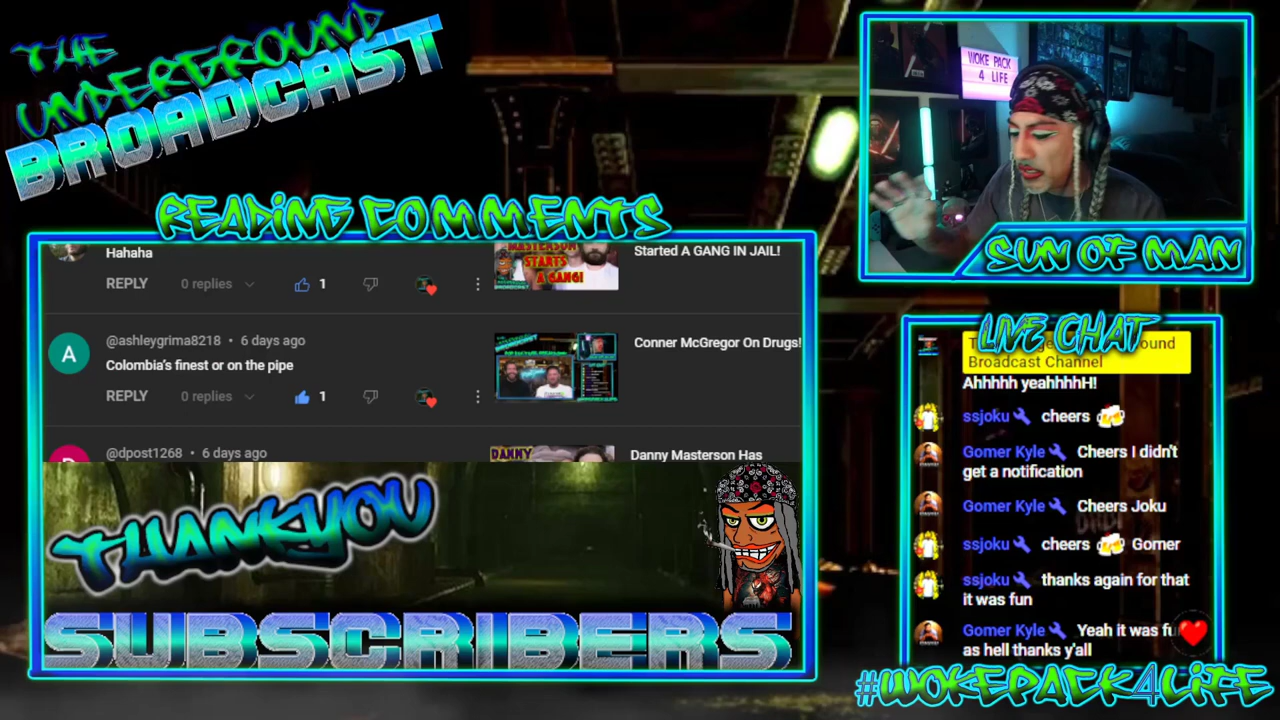 THE
UNDERGROUND
BROADCAST
WOKE PACK
4 LIFE
SUN OF MAN
READING COMMENTS
Hahaha
REPLY 0 replies 1
Started A GANG IN JAIL!
MASTERSON
STARTS
A GANG!
@ashleygrima8218 • 6 days ago
Colombia's finest or on the pipe
REPLY 0 replies 1
A
Conner McGregor On Drugs!
@dpost1268 • 6 days ago
DANNY
Danny Masterson Has
THANKYOU
SUBSCRIBERS
LIVE CHAT
Broadcast Channel
Ahhhhh yeahhhhH!
ssjoku cheers
Gomer Kyle Cheers I didn't
get a notification
Gomer Kyle Cheers Joku
ssjoku cheers Gomer
ssjoku thanks again for that
it was fun
Gomer Kyle Yeah it was
as hell thanks y'all
#WOKEPACK4LIFE